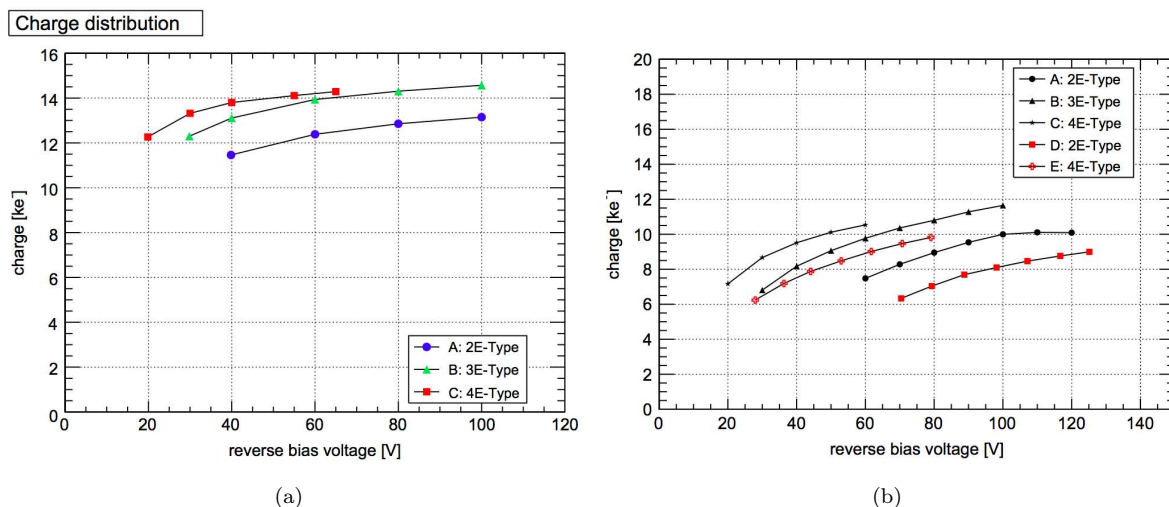 Charge distribution
16
14
12
10
8
6
4
2
0
charge [ke⁻]
0 20 40 60 80 100 120
reverse bias voltage [V]
A: 2E-Type
B: 3E-Type
C: 4E-Type
(a)
20
18
16
14
12
10
8
6
4
2
0
charge [ke⁻]
0 20 40 60 80 100 120 140
reverse bias voltage [V]
A: 2E-Type
B: 3E-Type
C: 4E-Type
D: 2E-Type
E: 4E-Type
(b)